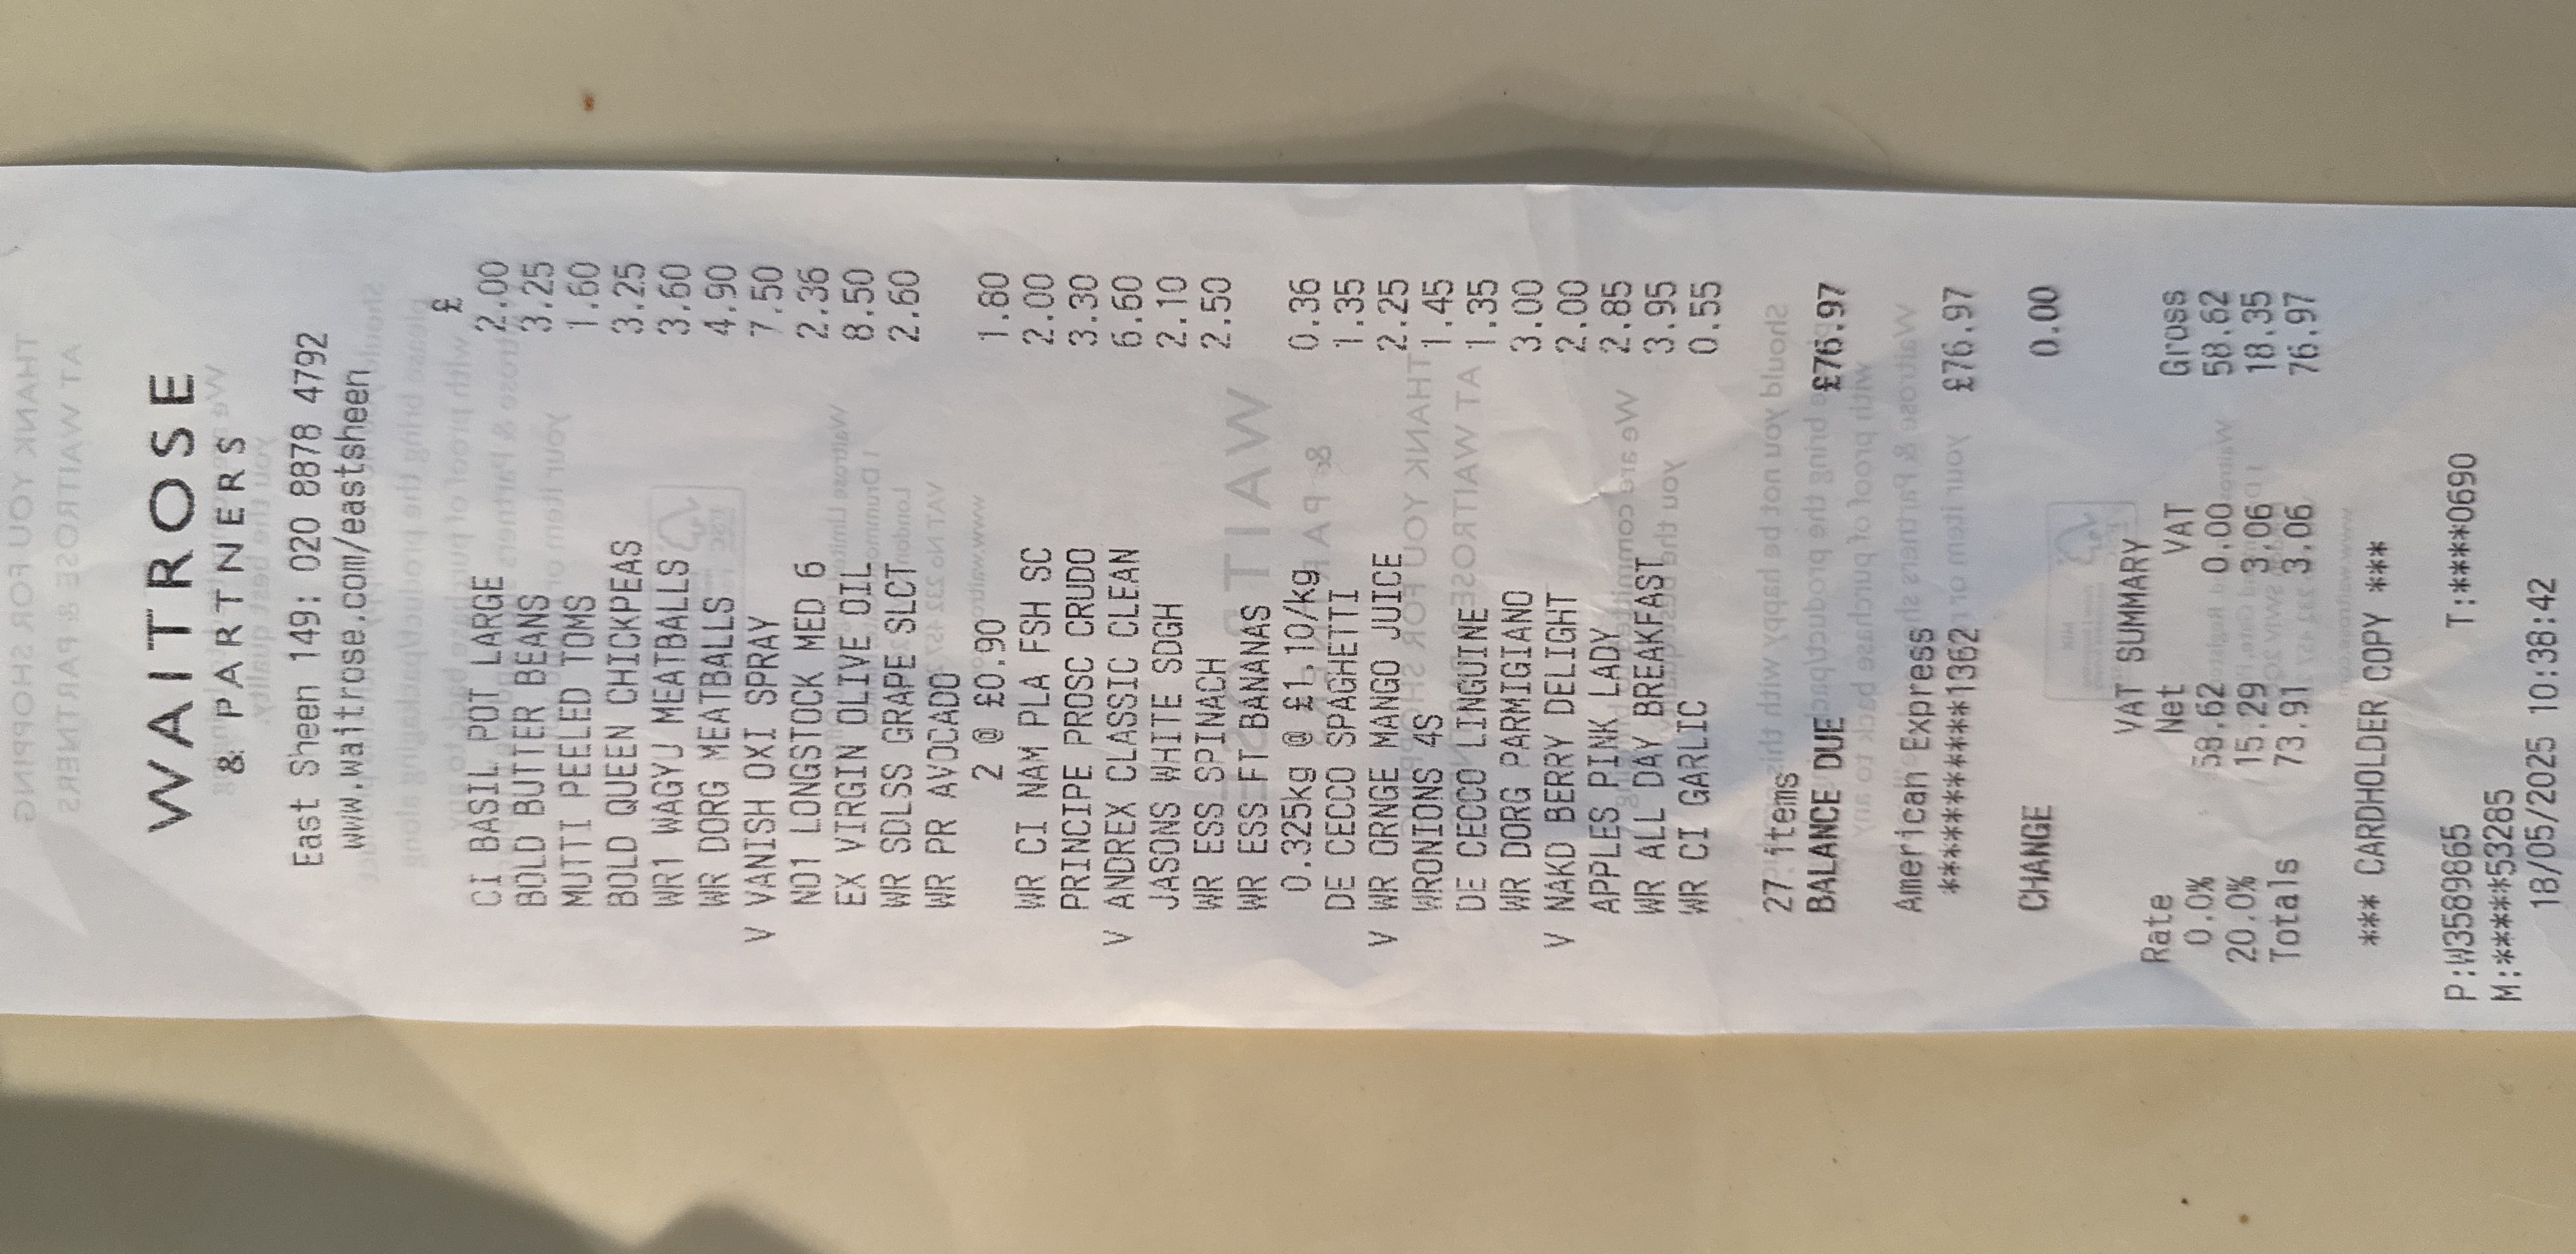 THANK YOU FOR SHOPPING
AT WAITROSE & PARTNERS
WAITROSE
& PARTNERS
East Sheen 149: 020 8878 4792
www.waitrose.com/eastsheen
£
CI BASIL POT LARGE 2.00
BOLD BUTTER BEANS 3.25
MUTTI PEELED TOMS 1.60
BOLD QUEEN CHICKPEAS 3.25
WR1 WAGYU MEATBALLS 3.60
WR DORG MEATBALLS 4.90
V VANISH OXI SPRAY 7.50
NO1 LONGSTOCK MED 6 2.36
EX VIRGIN OLIVE OIL 8.50
WR SDLSS GRAPE SLCT 2.60
WR PR AVOCADO
2 @ £0.90 1.80
WR CI NAM PLA FSH SC 2.00
PRINCIPE PROSC CRUDO 3.30
V ANDREX CLASSIC CLEAN 6.60
JASONS WHITE SDGH 2.10
WR ESS SPINACH 2.50
WR ESS FT BANANAS
0.325kg @ £1.10/kg 0.36
DE CECCO SPAGHETTI 1.35
V WR ORNGE MANGO JUICE 2.25
WRONIONS 4S 1.45
DE CECCO LINGUINE 1.35
WR DORG PARMIGIANO 3.00
V NAKD BERRY DELIGHT 2.00
APPLES PINK LADY 2.85
WR ALL DAY BREAKFAST 3.95
WR CI GARLIC 0.55
27 items
BALANCE DUE £76.97
American Express
***********1362 £76.97
CHANGE 0.00
VAT SUMMARY
Rate Net VAT Gross
0.0% 58.62 0.00 58.62
20.0% 15.29 3.06 18.35
Totals 73.91 3.06 76.97
*** CARDHOLDER COPY ***
P:W3589865 T:****0690
M:*****53285
18/05/2025 10:38:42